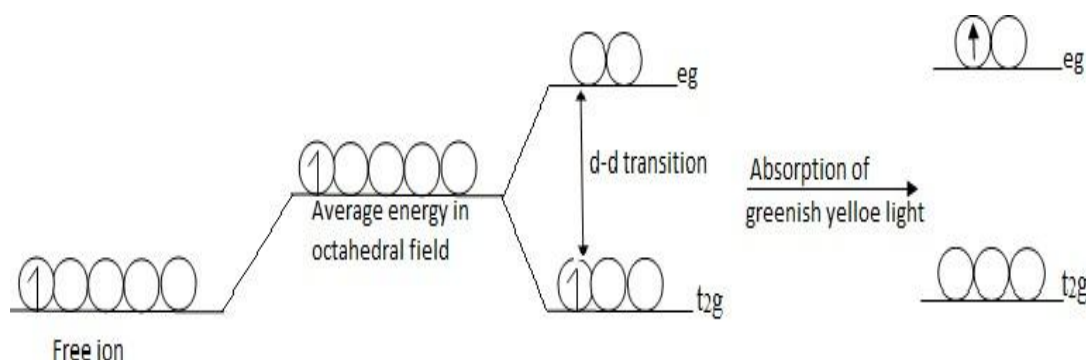 eg
eg
d-d transition
Absorption of
greenish yelloe light
Average energy in
octahedral field
t2g
t2g
Free ion